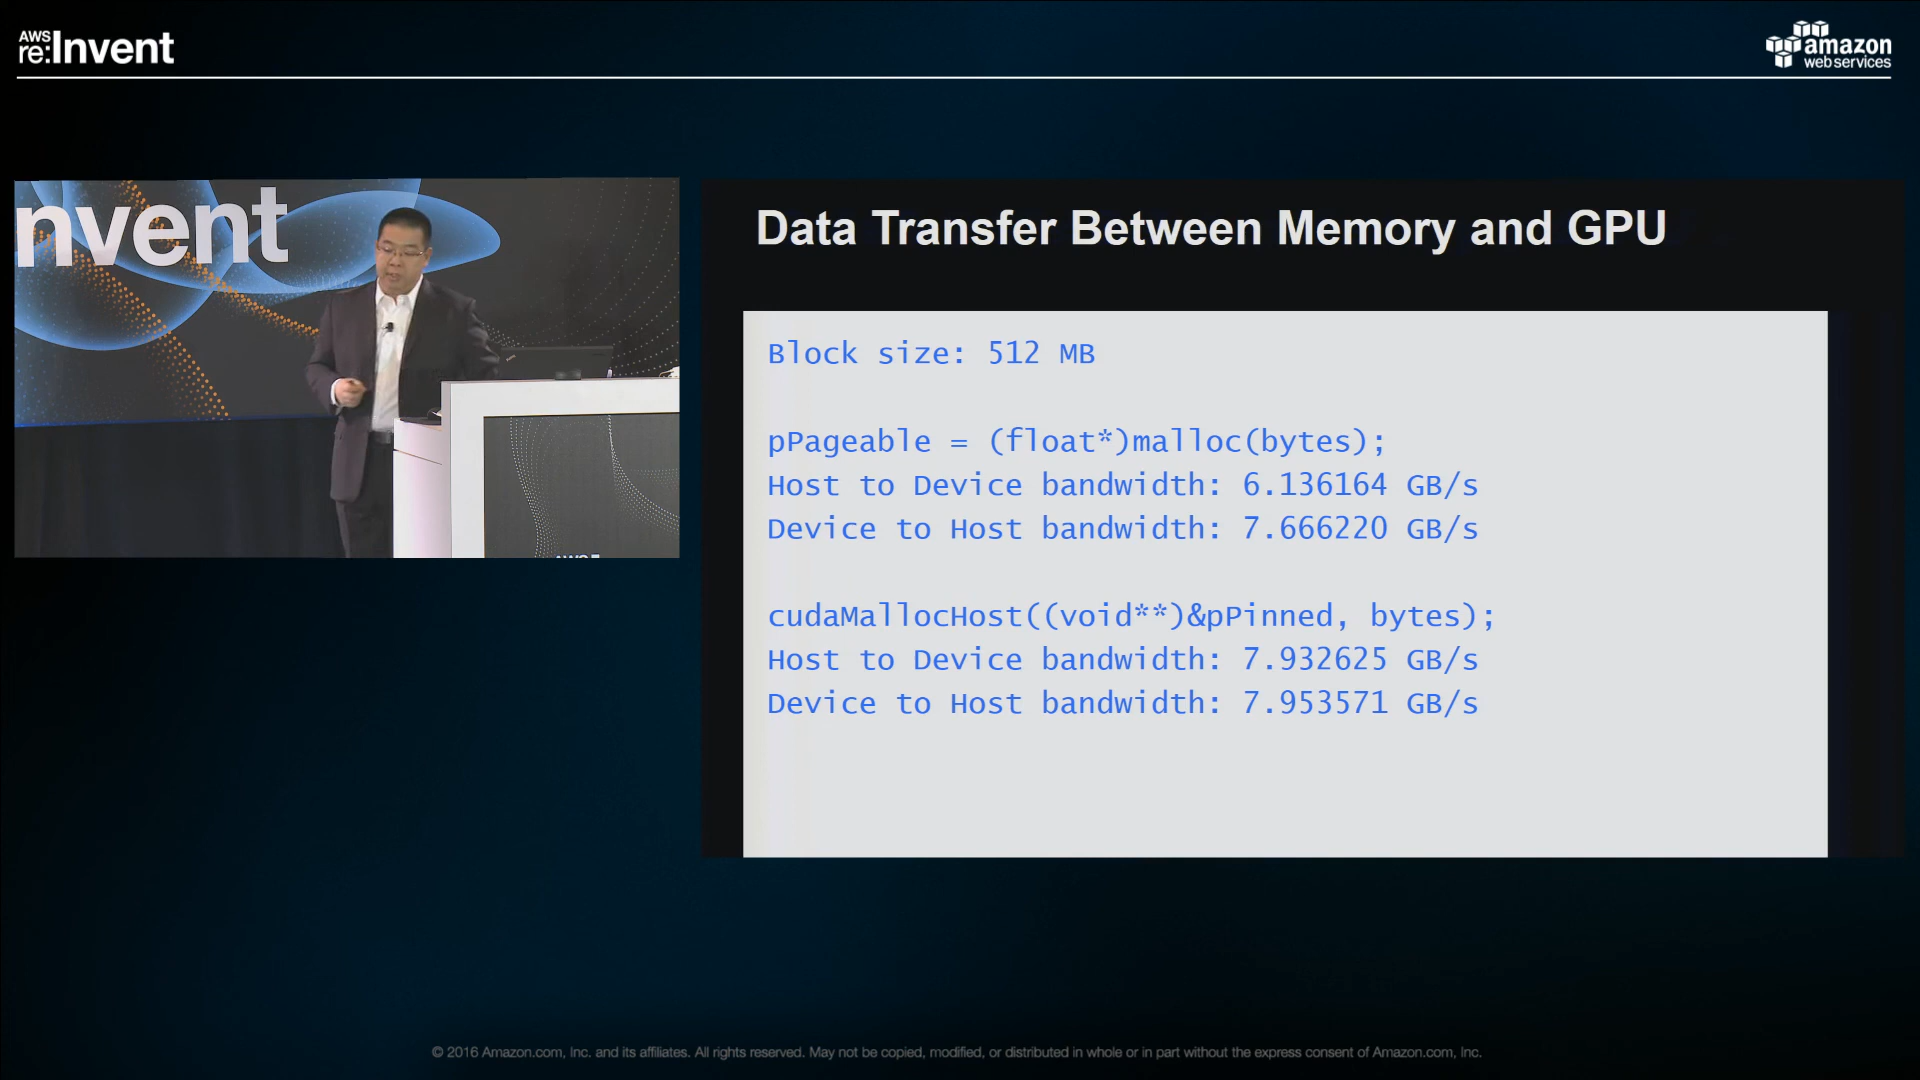 AWS
re:Invent
amazon
web services
nvent
Data Transfer Between Memory and GPU
Block size: 512 MB
pPageable = (float*)malloc(bytes);
Host to Device bandwidth: 6.136164 GB/s
Device to Host bandwidth: 7.666220 GB/s
cudaMallocHost((void**)&pPinned, bytes);
Host to Device bandwidth: 7.932625 GB/s
Device to Host bandwidth: 7.953571 GB/s
© 2016 Amazon.com, Inc. and its affiliates. All rights reserved. May not be copied, modified, or distributed in whole or in part without the express consent of Amazon.com, Inc.